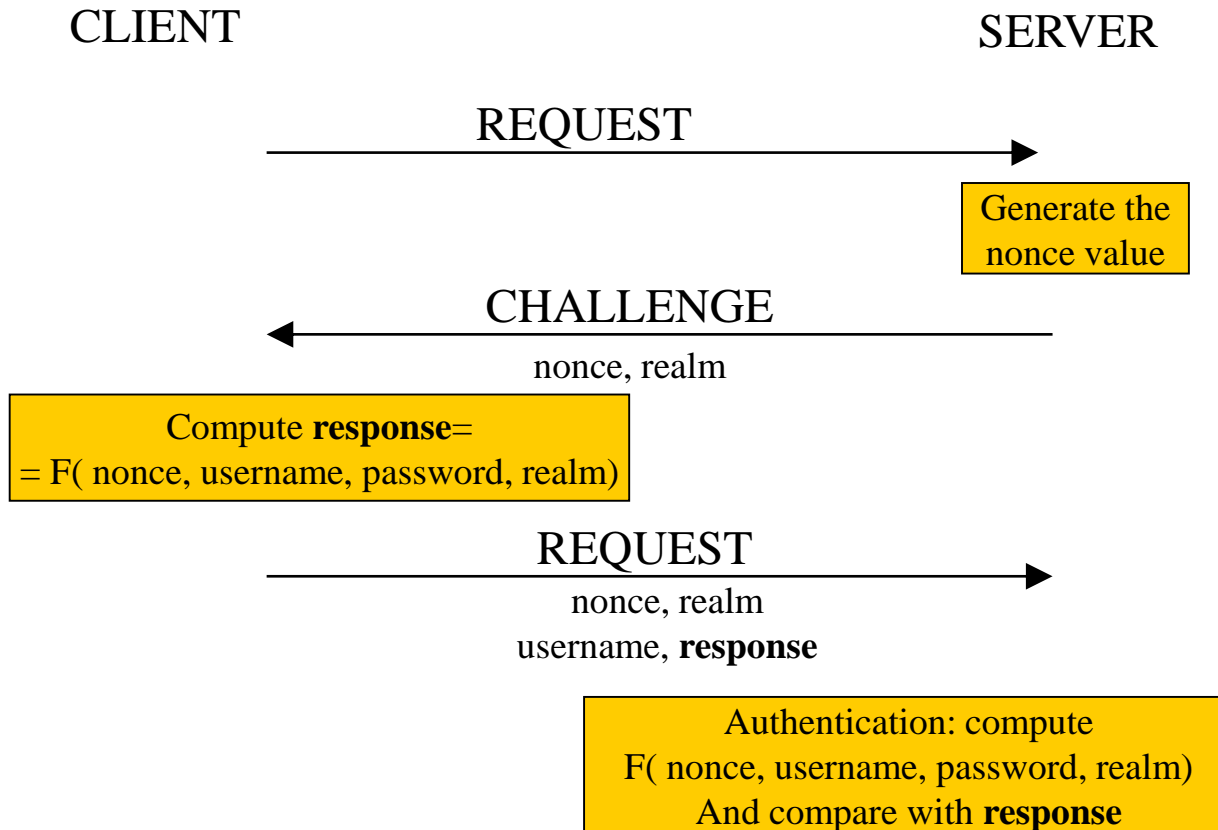 CLIENT
SERVER
REQUEST
Generate the
nonce value
CHALLENGE
nonce, realm
Compute response=
= F( nonce, username, password, realm)
REQUEST
nonce, realm
username, response
Authentication: compute
F( nonce, username, password, realm)
And compare with response